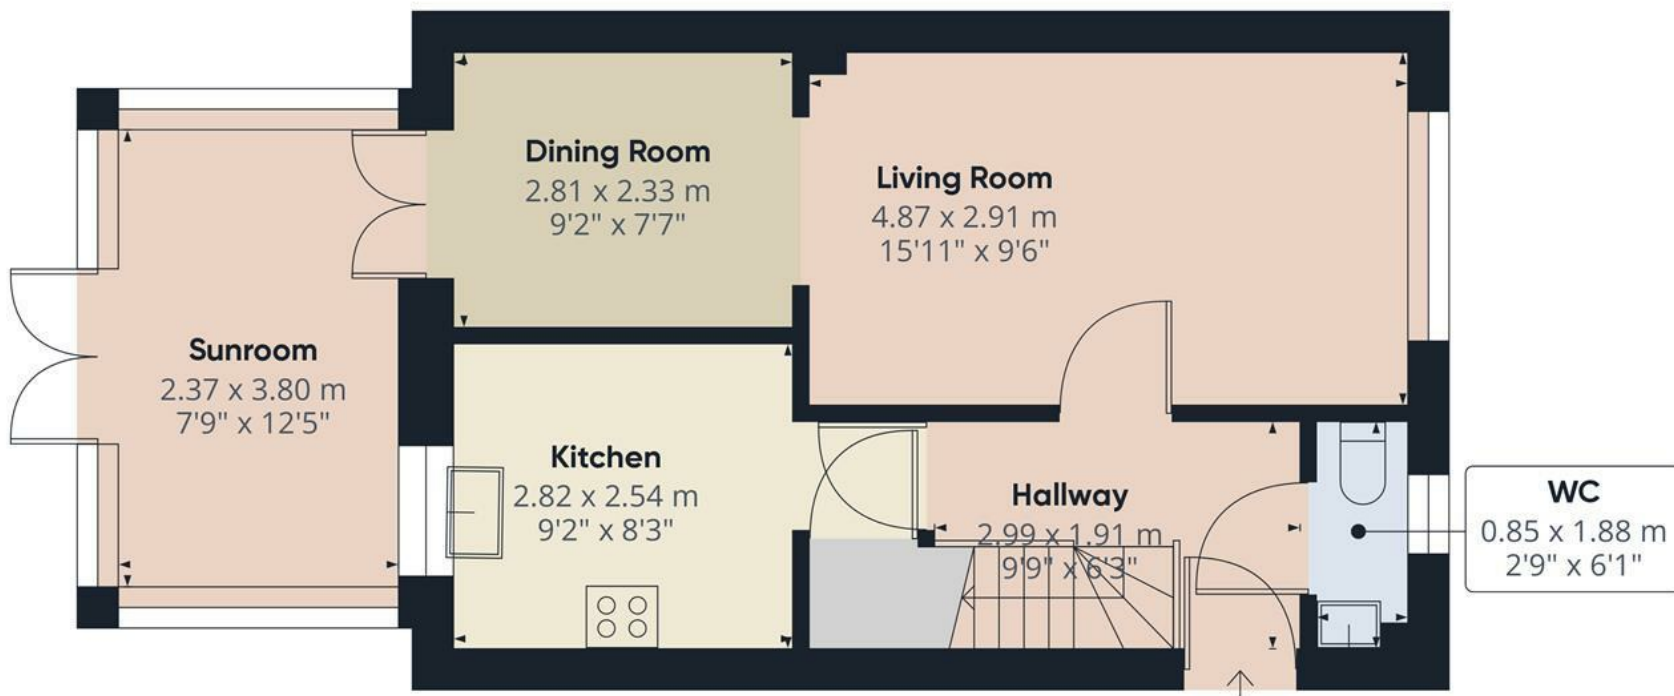 Dining Room
2.81 x 2.33 m
9'2" x 7'7"
Living Room
4.87 x 2.91 m
15'11" x 9'6"
Sunroom
2.37 x 3.80 m
7'9" x 12'5"
Kitchen
2.82 x 2.54 m
9'2" x 8'3"
Hallway
2.99 x 1.91 m
9'9" x 6'3"
WC
0.85 x 1.88 m
2'9" x 6'1"